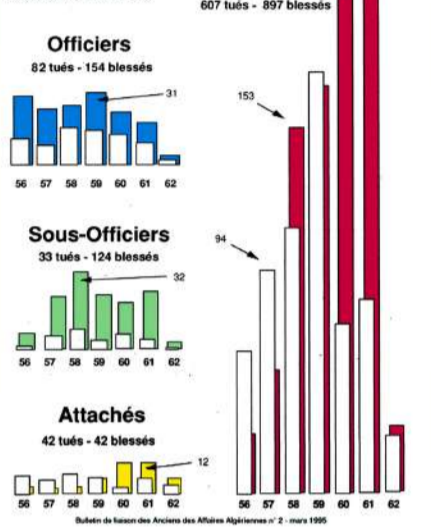 607 tués - 897 blessés
Officiers
82 tués - 154 blessés
31
56 57 58 59 60 61 62
153
Sous-Officiers
33 tués - 124 blessés
94
32
56 57 58 59 60 61 62
Attachés
42 tués - 42 blessés
12
56 57 58 59 60 61 62
56 57 58 59 60 61 62
Bulletin de liaison des Anciens des Affaires Algériennes n° 2 - mars 1995